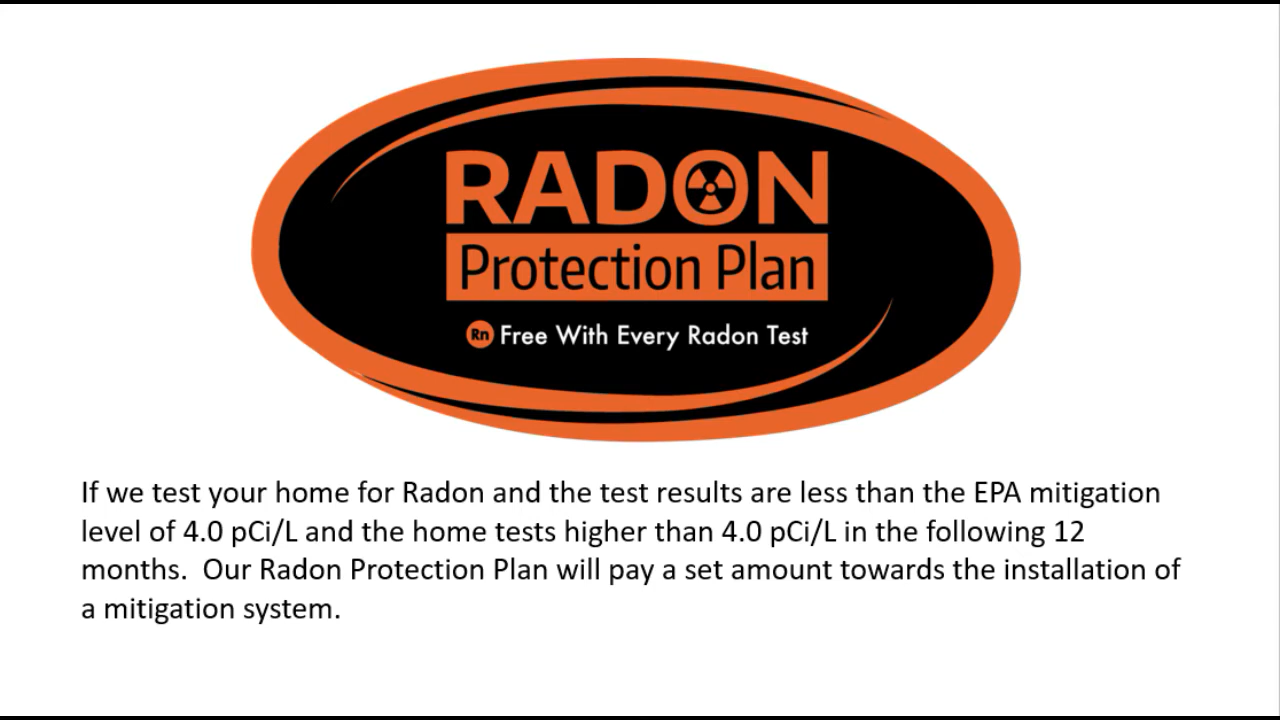 RADON
Protection Plan
Rn Free With Every Radon Test
If we test your home for Radon and the test results are less than the EPA mitigation
level of 4.0 pCi/L and the home tests higher than 4.0 pCi/L in the following 12
months.  Our Radon Protection Plan will pay a set amount towards the installation of
a mitigation system.